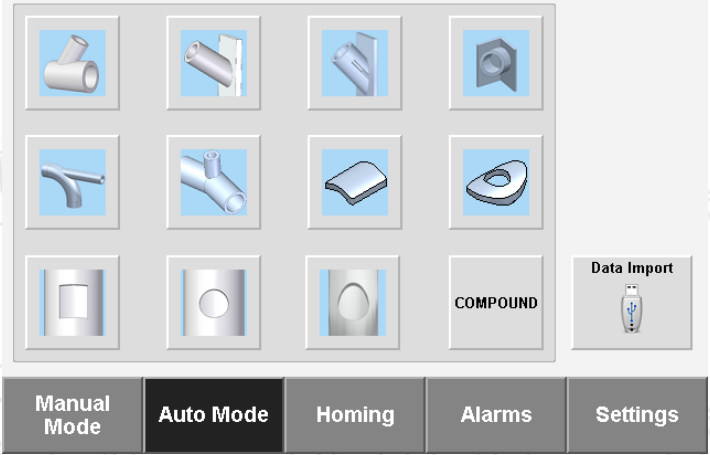 Data Import
COMPOUND
Manual
Mode
Auto Mode
Homing
Alarms
Settings